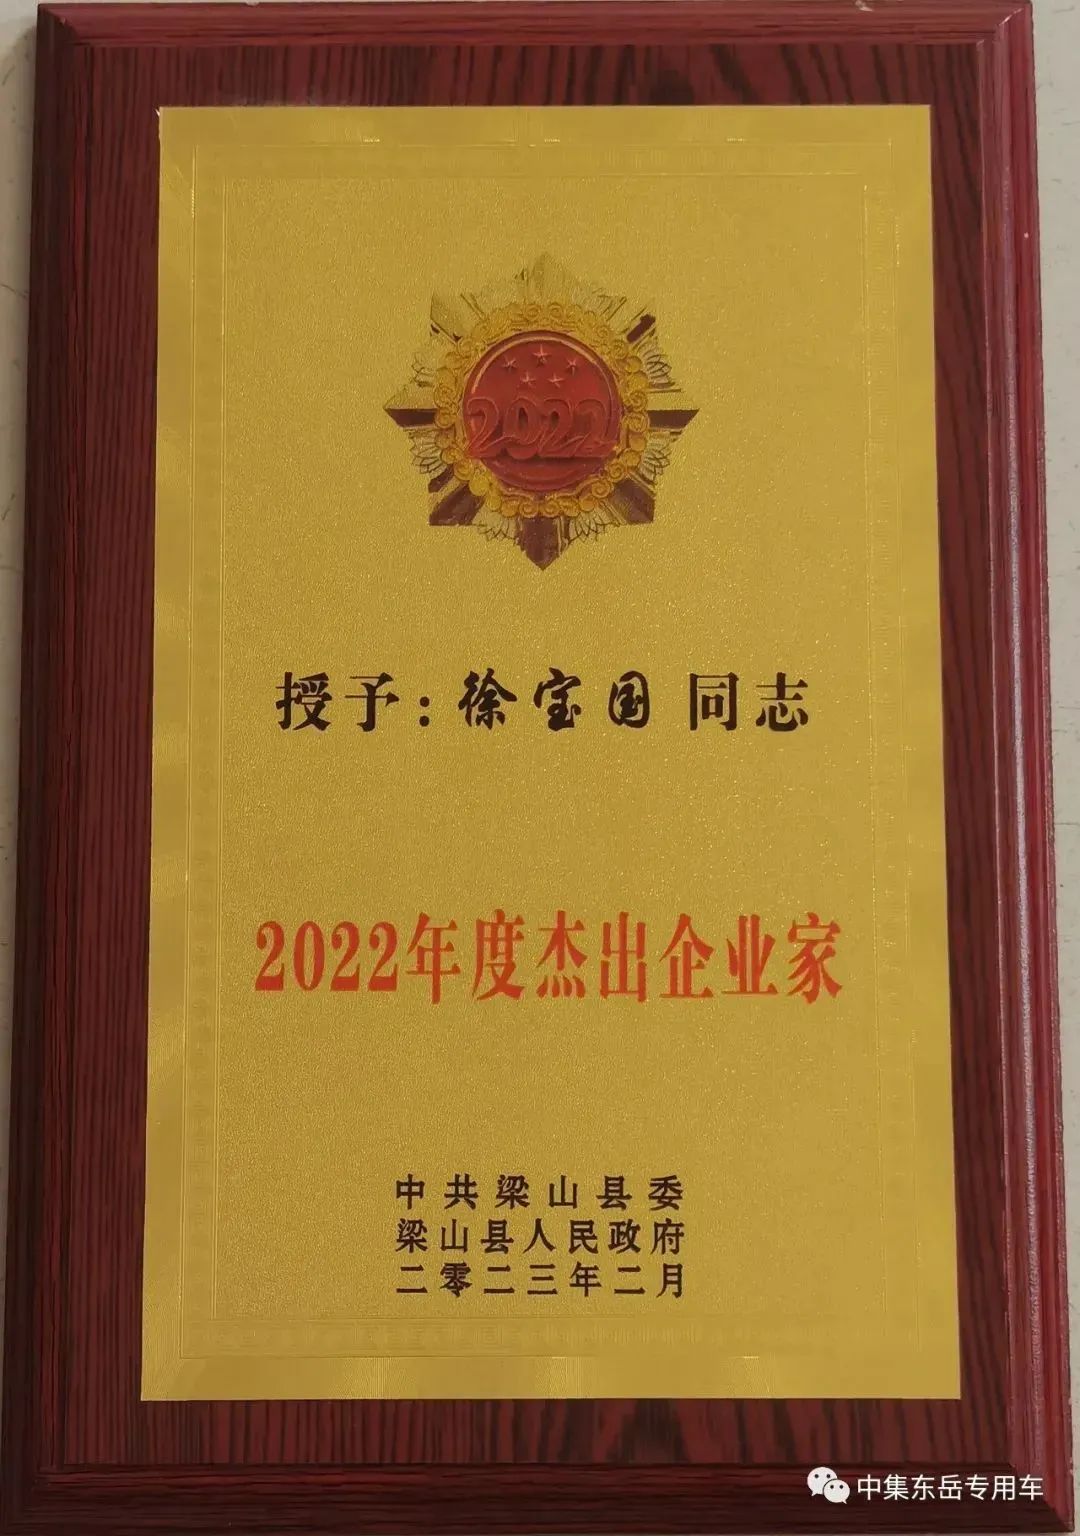 2022
授予：徐宝国 同志
2022年度杰出企业家
中共梁山县委
梁山县人民政府
二零二三年二月
中集东岳专用车